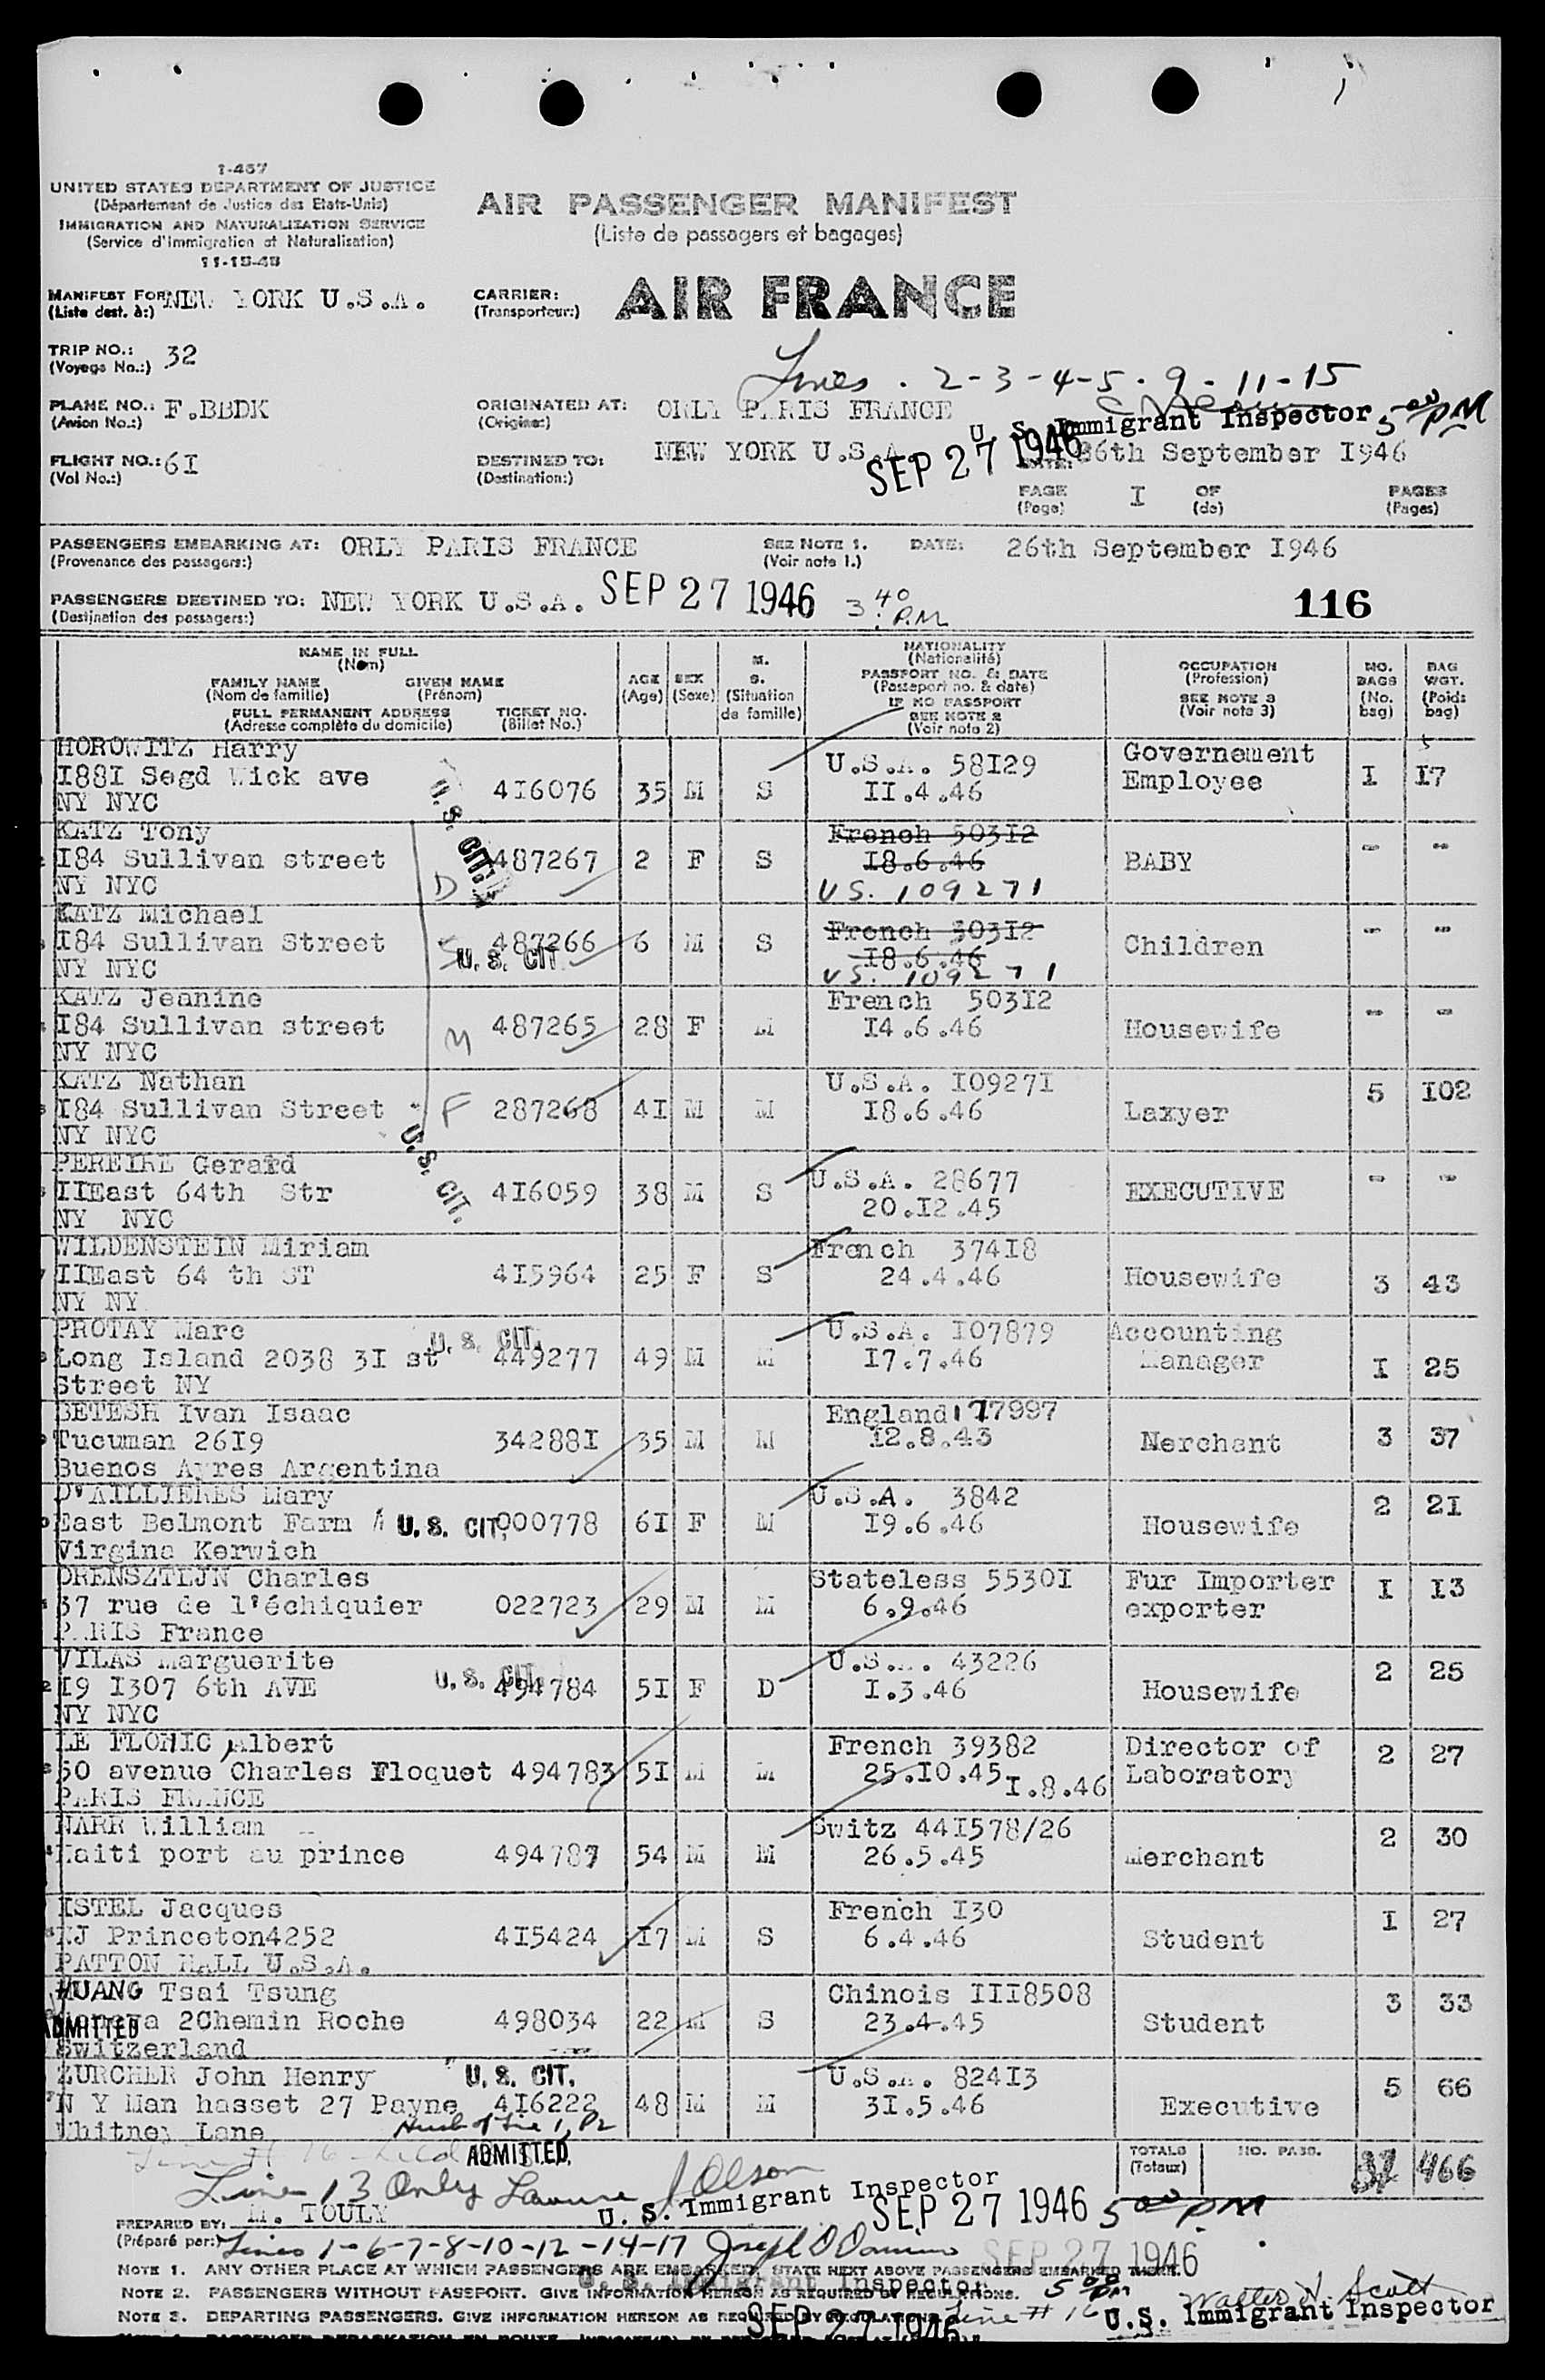 I-467
UNITED STATES DEPARTMENT OF JUSTICE
(Département de Justice des Etats-Unis)
IMMIGRATION AND NATURALIZATION SERVICE
(Service d'immigration et Naturalisation)
AIR PASSENGER MANIFEST
(Liste de passagers et bagages)
MANIFEST FOR NEW YORK U.S.A.
(Liste dest. à:)
CARRIER: AIR FRANCE
(Transporteur:)
TRIP NO.: 32
(Voyage No.:)
Lines . 2-3-4-5-9-11-15
PLANE NO.: F.BBDK
(Avion No.:)
ORIGINATED AT: ORLY PARIS FRANCE
(Origine:)
U. S. Immigrant Inspector 5 00 PM
FLIGHT NO.: 6I
(Vol No.:)
DESTINED TO: NEW YORK U.S.A.
(Destination:)
SEP 27 1946
DATE: 26th September I946
PAGE I OF PAGES
(Page) (de) (Pages)
PASSENGERS EMBARKING AT: ORLY PARIS FRANCE SEE NOTE 1. DATE: 26th September I946
(Provenance des passagers:) (Voir note 1.)
PASSENGERS DESTINED TO: NEW YORK U.S.A. SEP 27 1946 3 40 P.M 116
(Destination des passagers:)
NAME IN FULL
(Nom)
FAMILY NAME GIVEN NAME
(Nom de famille) (Prénom)
FULL PERMANENT ADDRESS TICKET NO.
(Adresse complète du domicile) (Billet No.)
AGE
(Age)
SEX
(Sexe)
M.
S.
(Situation
de famille)
NATIONALITY
(Nationalité)
PASSPORT NO. & DATE
(Passeport no. & date)
IF NO PASSPORT
SEE NOTE 2
(Voir note 2)
OCCUPATION
(Profession)
SEE NOTE 3
(Voir note 3)
NO.
BAGS
(No.
bag)
BAG
WGT.
(Poids
bag)
HOROWITZ Harry U.S.A. 58I29 Governement
I88I Segd Wick ave 4I6076 35 M S II.4.46 Employee I I7
NY NYC U.S. CIT.
KATZ Tony French 503I2
I84 Sullivan street 487267 2 F S I8.6.46 BABY - -
NY NYC D US. 109271
KATZ Michael French 503I2
I84 Sullivan Street 487266 6 M S I8.6.46 Children - -
NY NYC S U. S. CIT. US. 109271
KATZ Jeanine French 503I2
I84 Sullivan street M 487265 28 F M I4.6.46 Housewife - -
NY NYC
KATZ Nathan U.S.A. I0927I 5 I02
I84 Sullivan Street F 287268 4I M M I8.6.46 Laxyer
NY NYC
PEREIRE Gerard U.S.A. 28677 - -
IIEast 64th Str U.S. CIT. 4I6059 38 M S 20.I2.45 EXECUTIVE
NY NYC
WILDENSTEIN Miriam French 374I8
IIEast 64 th ST 4I5964 25 F S 24.4.46 Housewife 3 43
NY NY
PROTAY Marc U. S. CIT. U.S.A. I07879 Accounting
Long Island 2038 3I st 449277 49 M M I7.7.46 Manager I 25
Street NY
BETESH Ivan Isaac England 177997
Tucuman 26I9 34288I 35 M M I2.8.43 Nerchant 3 37
Buenos Ayres Argentina
D'AILLIERES Mary U.S.A. 3842 2 2I
East Belmont Farm U. S. CIT. 000778 6I F M I9.6.46 Housewife
Virgina Kerwich
DRENSZTEJN Charles Stateless 5530I Fur Importer I I3
37 rue de l'échiquier 022723 29 M M 6.9.46 exporter
PARIS France
VILAS Marguerite U. S. CIT. U.S.A. 43226 2 25
I9 I307 6th AVE 494784 5I F D I.3.46 Housewife
NY NYC
LE FLOHIC Albert French 39382 Director of 2 27
50 avenue Charles Floquet 494783 5I M M 25.I0.45 I.8.46 Laboratory
PARIS FRANCE
NARR William Switz 44I578/26 2 30
Haiti port au prince 494787 54 M M 26.5.45 Merchant
ISTEL Jacques French I30 I 27
NJ Princeton4252 4I5424 I7 M S 6.4.46 Student
PATTON HALL U.S.A.
HUANG Tsai Tsung Chinois III8508 3 33
Geneva 2Chemin Roche 498034 22 M S 23.4.45 Student
ADMITTED
Switzerland
ZURCHER John Henry U. S. CIT. U.S.A. 824I3 5 66
N Y Man hasset 27 Payne 4I6222 48 M M 3I.5.46 Executive
Whitney Lane
ADMITTED
TOTALS NO. PASS. 466
(Totaux)
Line 13 Only
U. S. Immigrant Inspector
SEP 27 1946 5 00 PM
PREPARED BY: M. TOULY
(Préparé par:)
Lines 1-6-7-8-10-12-14-17
SEP 27 1946
NOTE 1. ANY OTHER PLACE AT WHICH PASSENGERS ARE EMBARKED, STATE NEXT ABOVE PASSENGERS EMBARKED THERE.
NOTE 2. PASSENGERS WITHOUT PASSPORT. GIVE INFORMATION HEREON AS REQUIRED BY REGULATIONS.
Immigrant Inspector 5 00 PM
Walter H Scott
NOTE 3. DEPARTING PASSENGERS. GIVE INFORMATION HEREON AS REQUIRED BY REGULATIONS.
Line # 16
U.S. Immigrant Inspector
SEP 27 1946